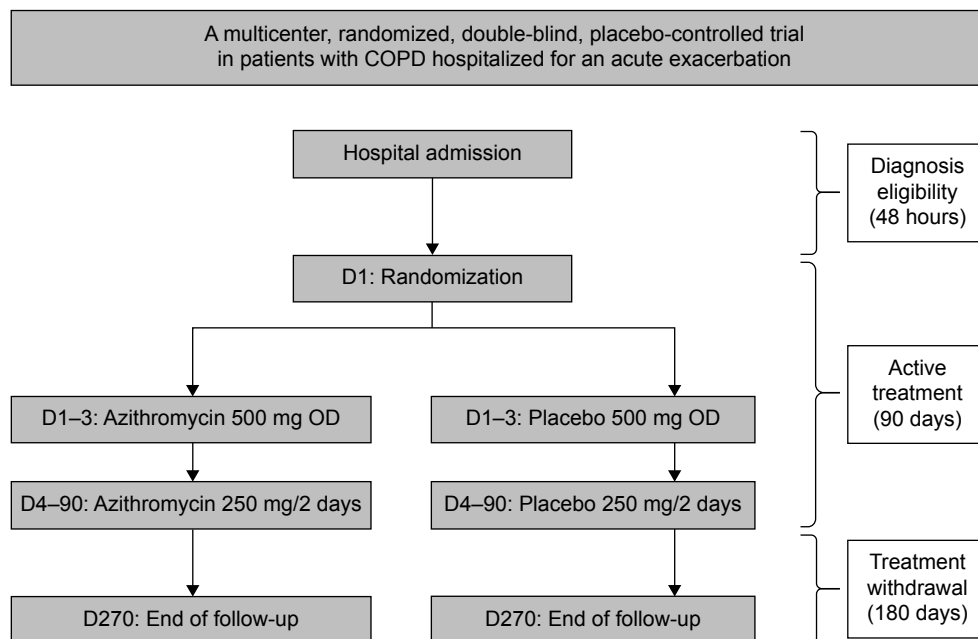 A multicenter, randomized, double-blind, placebo-controlled trial
in patients with COPD hospitalized for an acute exacerbation
Hospital admission
Diagnosis
eligibility
(48 hours)
D1: Randomization
D1–3: Azithromycin 500 mg OD
D1–3: Placebo 500 mg OD
Active
treatment
(90 days)
D4–90: Azithromycin 250 mg/2 days
D4–90: Placebo 250 mg/2 days
Treatment
withdrawal
(180 days)
D270: End of follow-up
D270: End of follow-up